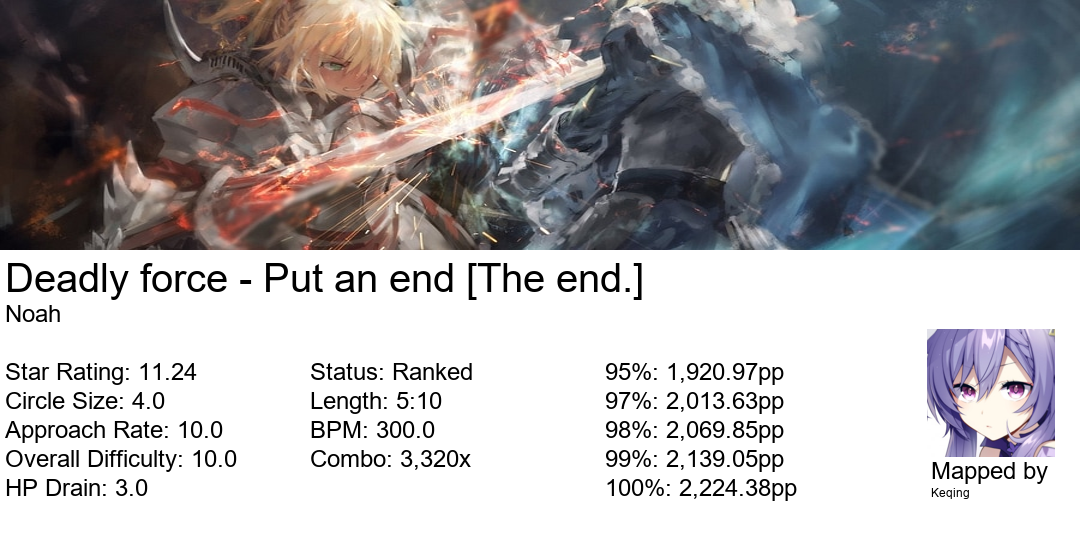 Deadly force - Put an end [The end.]
Noah
Star Rating: 11.24
Circle Size: 4.0
Approach Rate: 10.0
Overall Difficulty: 10.0
HP Drain: 3.0
Status: Ranked
Length: 5:10
BPM: 300.0
Combo: 3,320x
95%: 1,920.97pp
97%: 2,013.63pp
98%: 2,069.85pp
99%: 2,139.05pp
100%: 2,224.38pp
Mapped by
Keqing